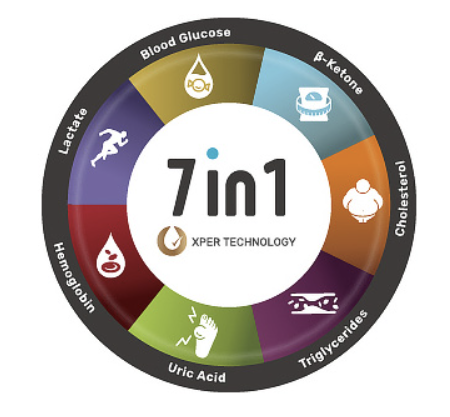 Blood Glucose
β-Ketone
Cholesterol
Triglycerides
Uric Acid
Hemoglobin
Lactate
7in1
XPER TECHNOLOGY